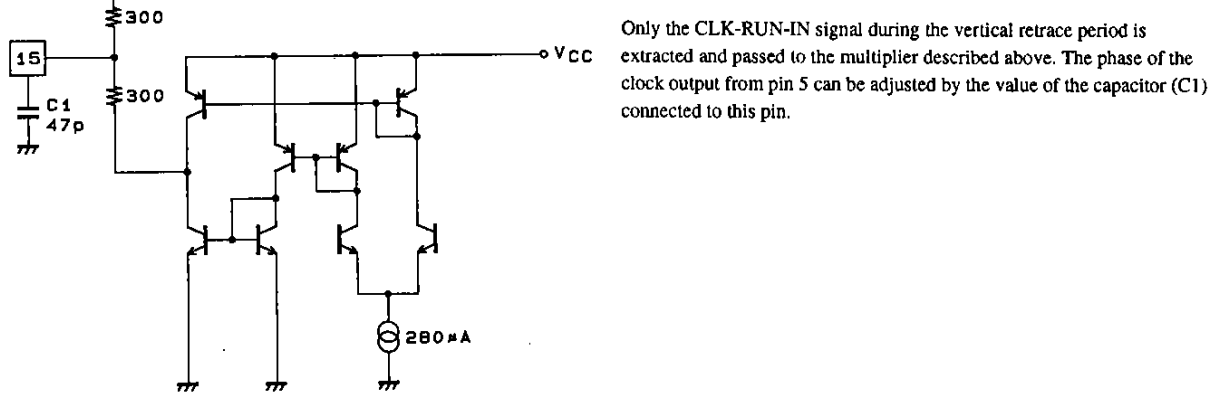 300
15
300
C1
47p
VCC
280μA
Only the CLK-RUN-IN signal during the vertical retrace period is
extracted and passed to the multiplier described above. The phase of the
clock output from pin 5 can be adjusted by the value of the capacitor (C1)
connected to this pin.